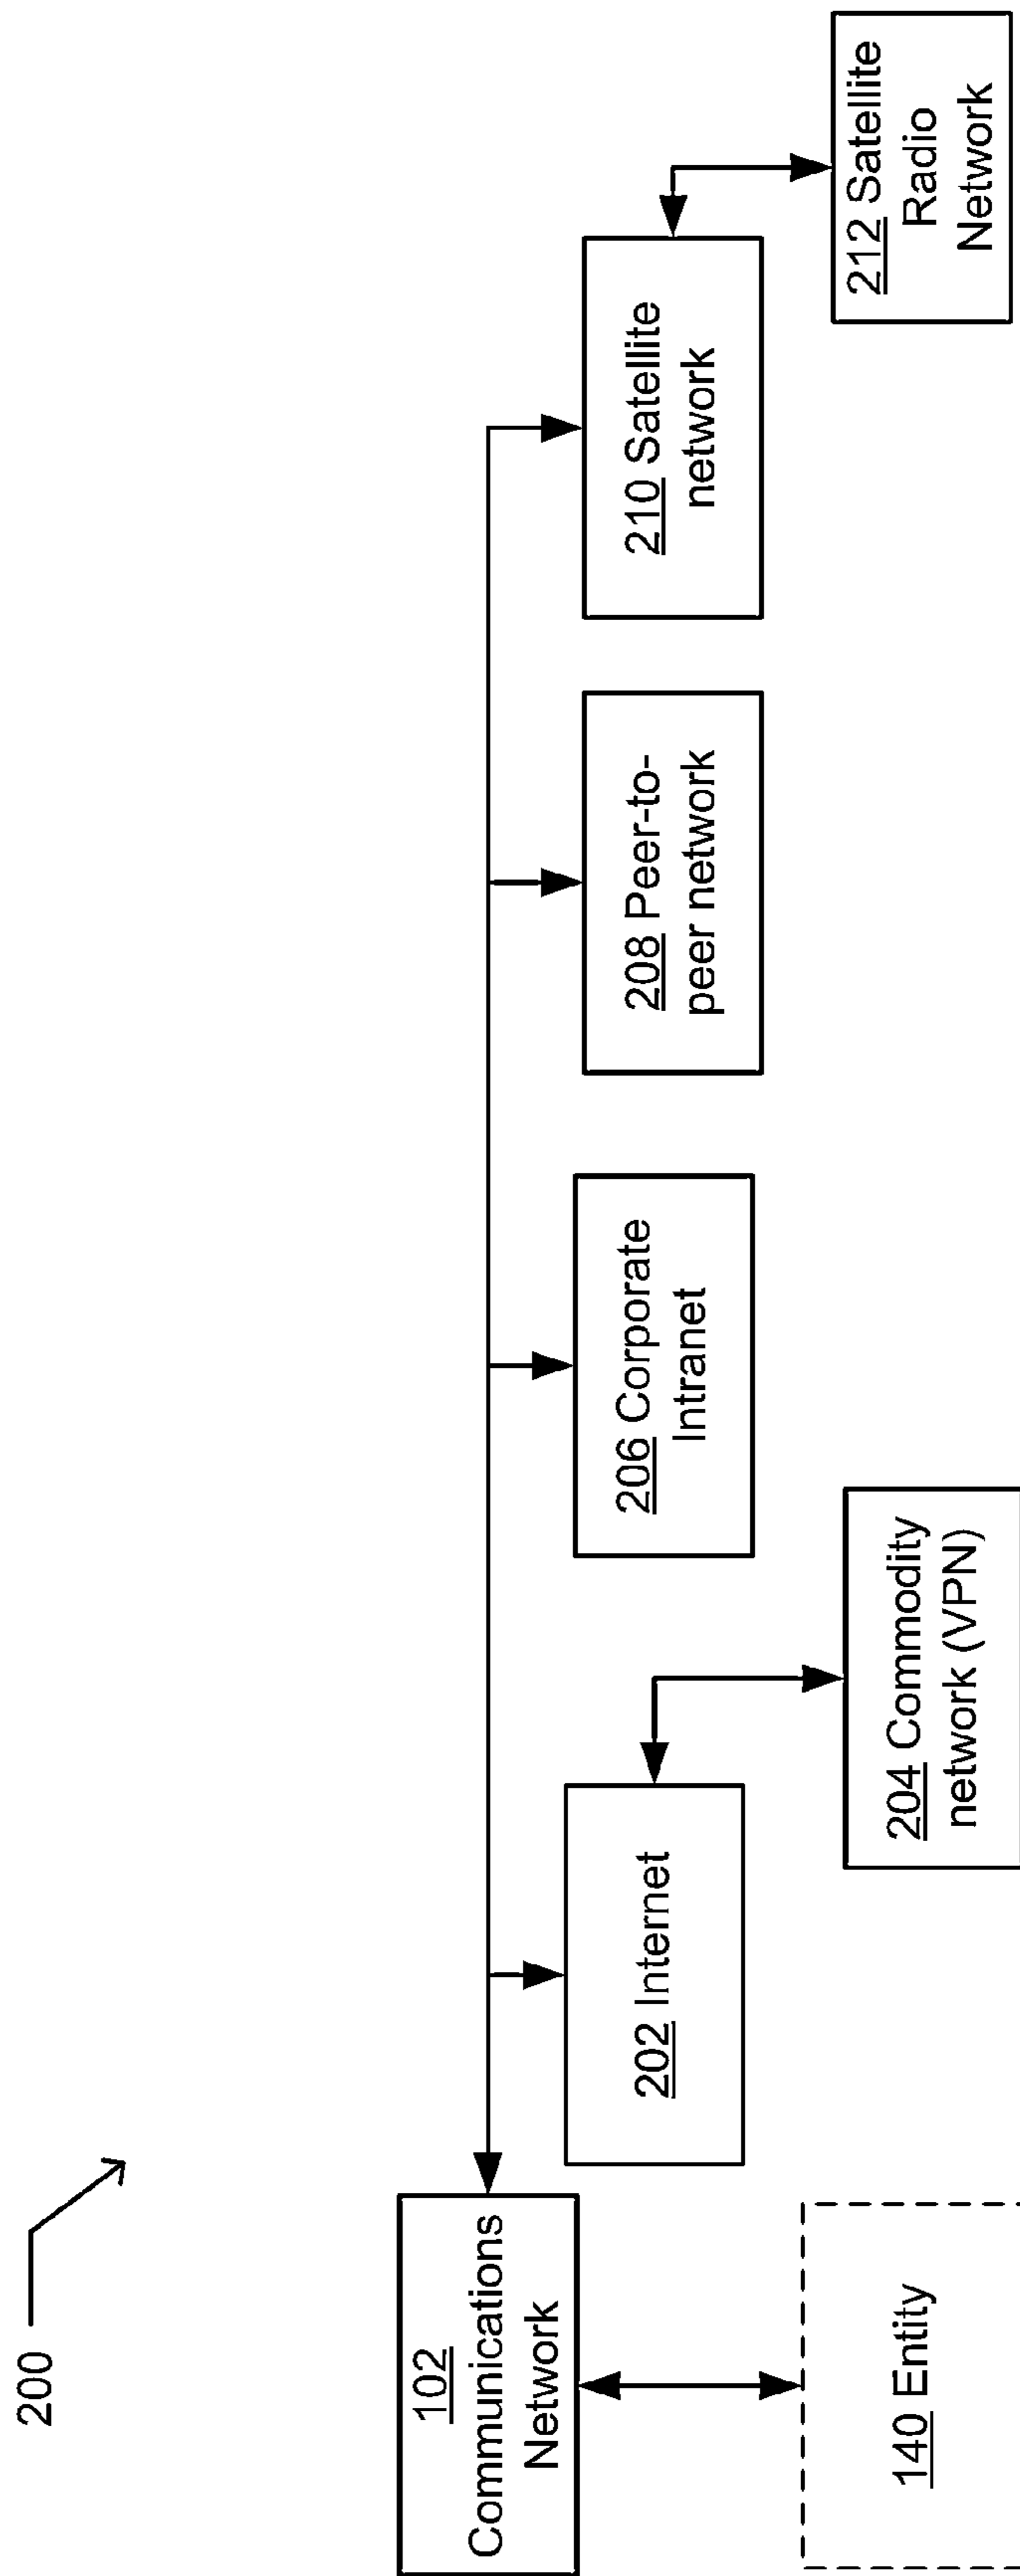 200
102
Communications
Network
140 Entity
202 Internet
204 Commodity
network (VPN)
206 Corporate
Intranet
208 Peer-to-
peer network
210 Satellite
network
212 Satellite
Radio
Network